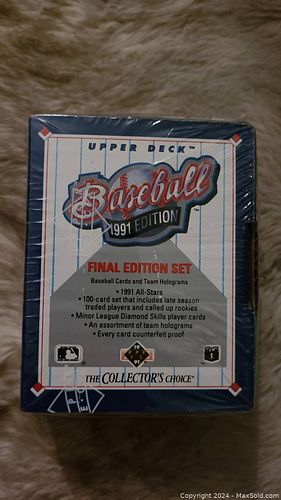 UPPER DECK™
Baseball
1991 EDITION™
FINAL EDITION SET
Baseball Cards and Team Holograms
• 1991 All-Stars
• 100-card set that includes late season
traded players and called up rookies
• Minor League Diamond Skills player cards
• An assortment of team holograms
• Every card counterfeit proof
THE COLLECTOR'S CHOICE®
Copyright © 2024 - MaxSold.com